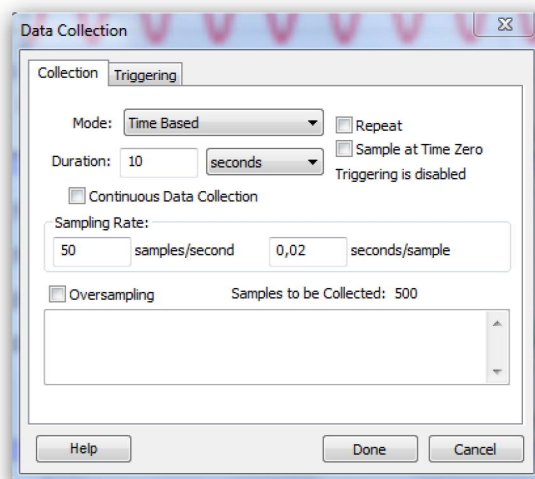 Data Collection
Collection Triggering
Mode: Time Based
Repeat
Sample at Time Zero
Duration: 10 seconds
Triggering is disabled
Continuous Data Collection
Sampling Rate:
50 samples/second 0,02 seconds/sample
Oversampling Samples to be Collected: 500
Help Done Cancel